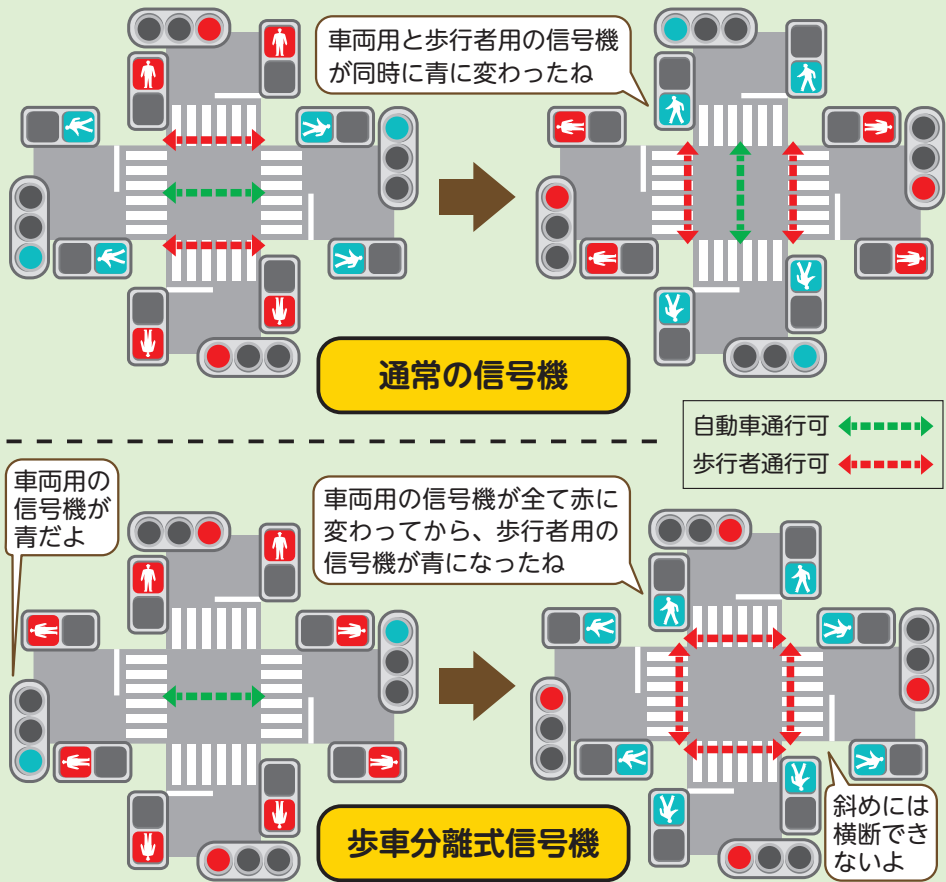 車両用と歩行者用の信号機
が同時に青に変わったね
通常の信号機
自動車通行可
歩行者通行可
車両用の
信号機が
青だよ
車両用の信号機が全て赤に
変わってから、歩行者用の
信号機が青になったね
斜めには
横断でき
ないよ
歩車分離式信号機